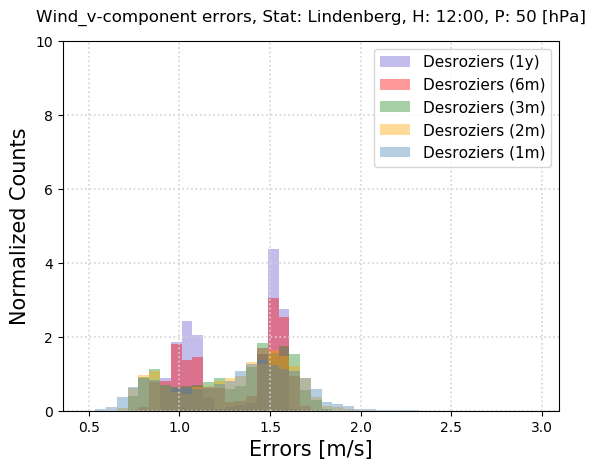 Wind_v-component errors, Stat: Lindenberg, H: 12:00, P: 50 [hPa]
10
8
6
4
2
0
Normalized Counts
Desroziers (1y)
Desroziers (6m)
Desroziers (3m)
Desroziers (2m)
Desroziers (1m)
0.5 1.0 1.5 2.0 2.5 3.0
Errors [m/s]